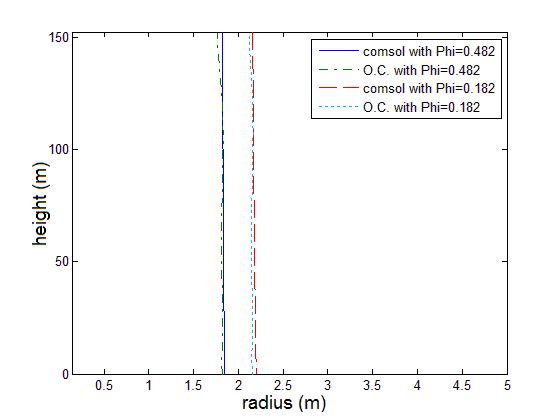 150
100
50
0
comsol with Phi=0.482
O.C. with Phi=0.482
comsol with Phi=0.182
O.C. with Phi=0.182
height (m)
0.5 1 1.5 2 2.5 3 3.5 4 4.5 5
radius (m)